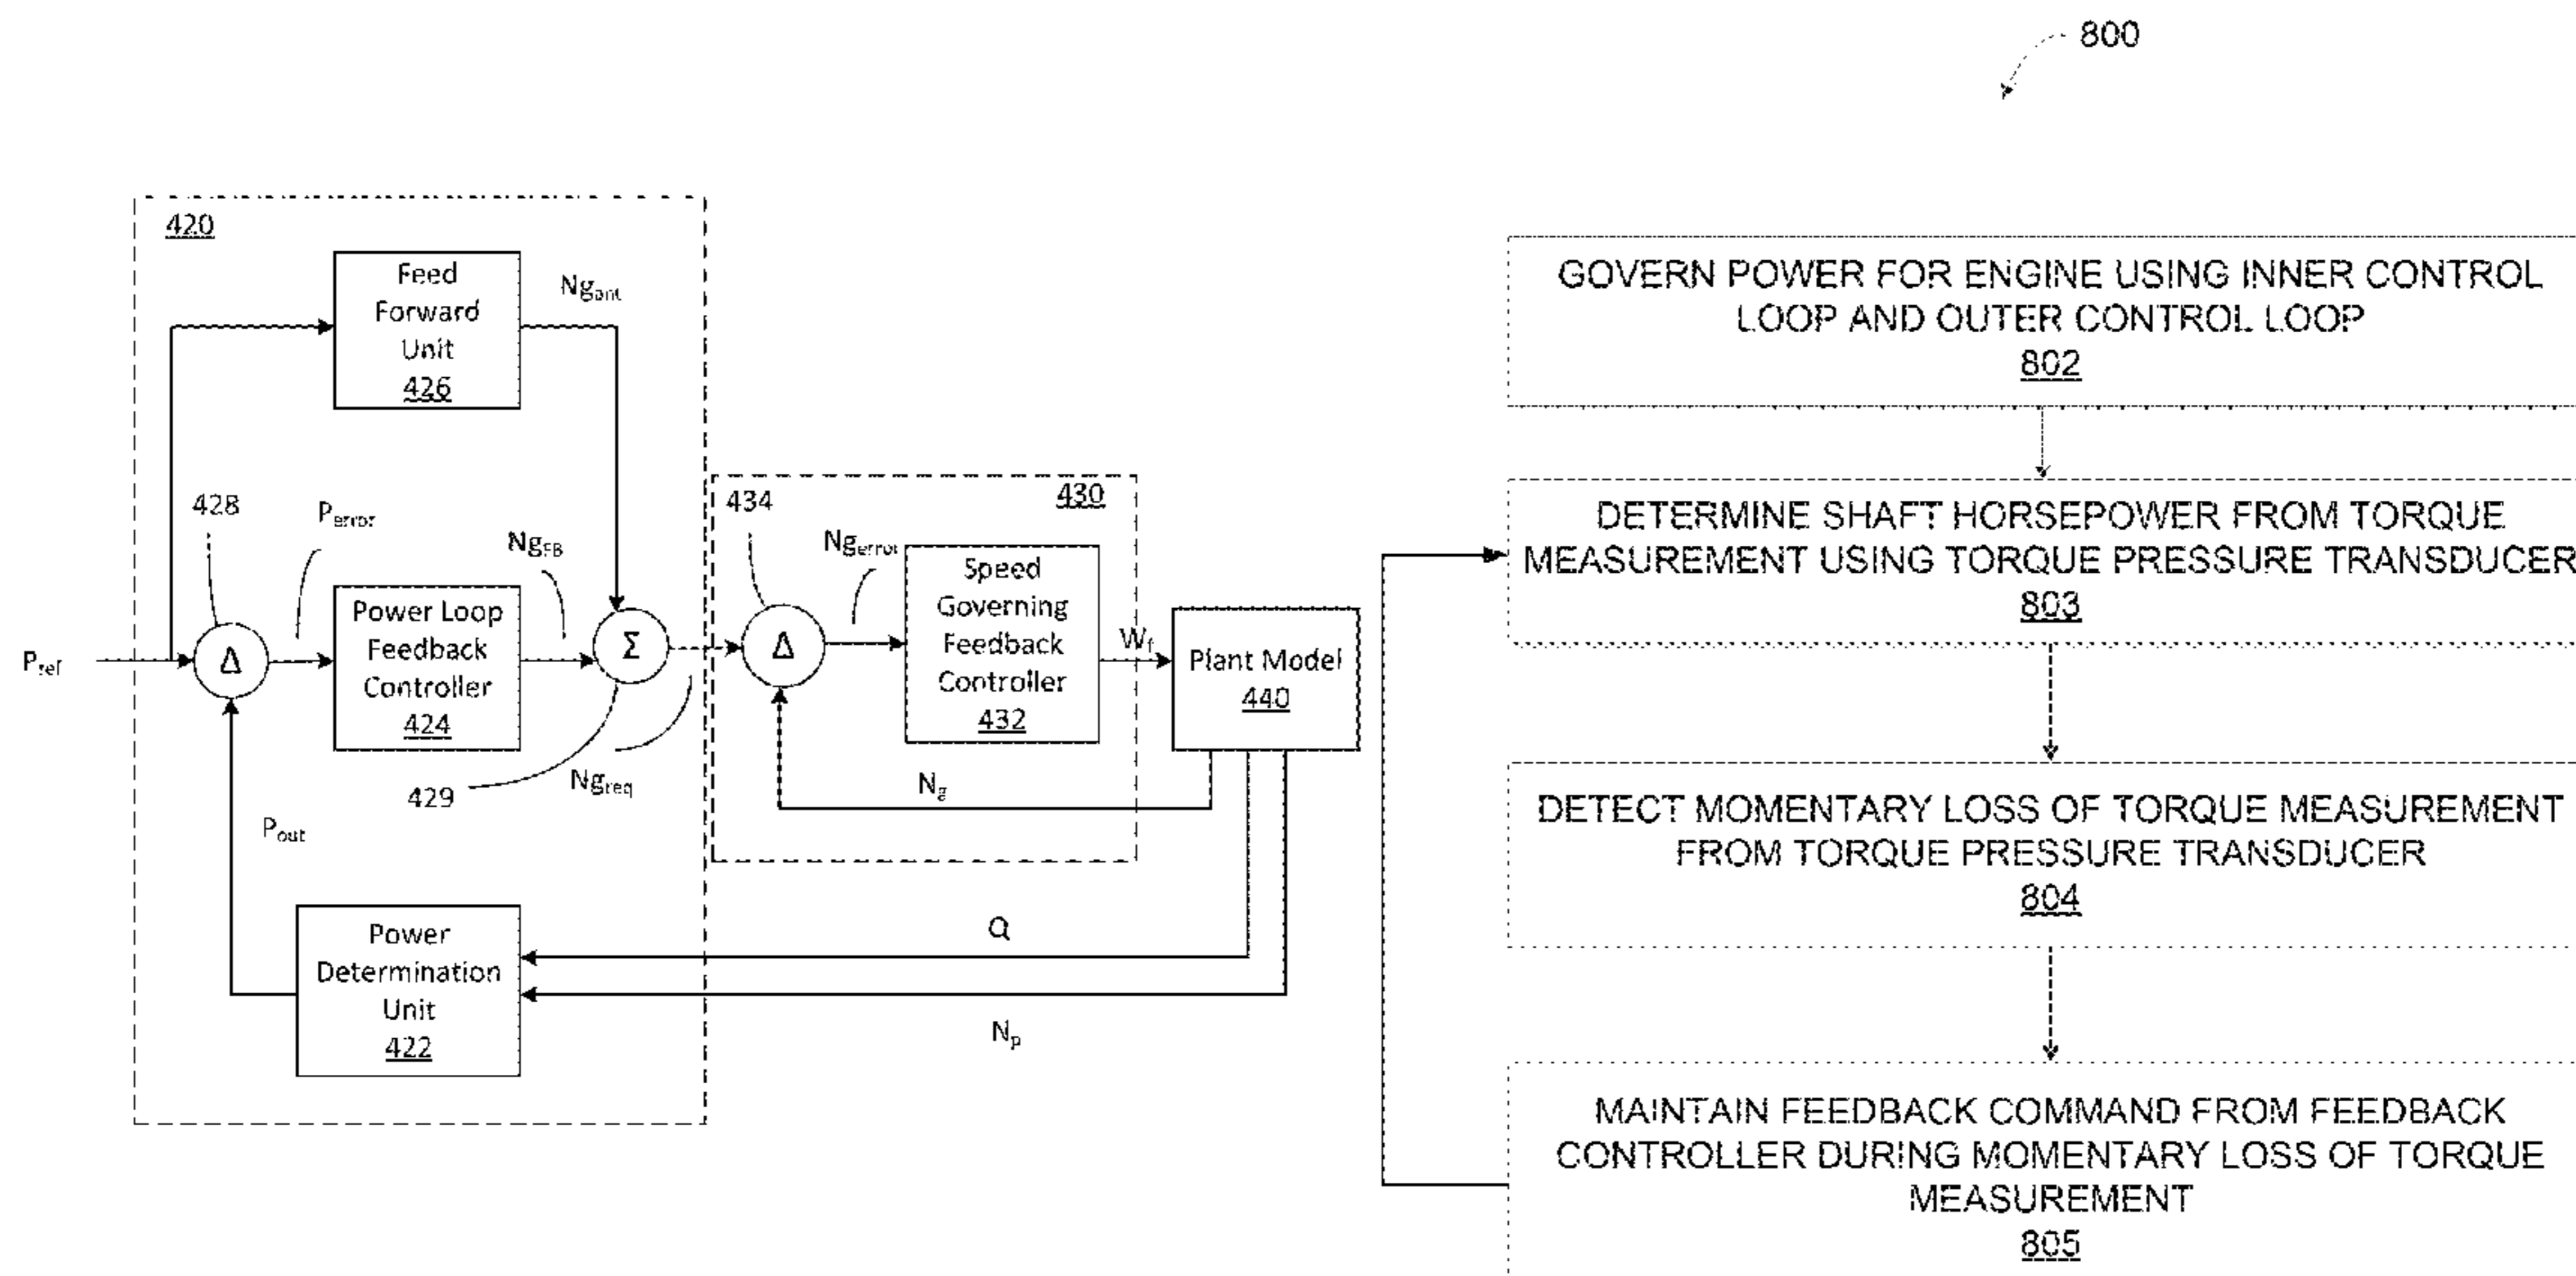 800
420
Feed
Forward
Unit
426
Ng_ant
428
P_error
Ng_FB
P_ref
Δ
Power Loop
Feedback
Controller
424
Σ
429
Ng_req
P_out
Power
Determination
Unit
422
430
434
Ng_error
Δ
Speed
Governing
Feedback
Controller
432
W_f
Plant Model
440
N_g
Q
N_p
GOVERN POWER FOR ENGINE USING INNER CONTROL
LOOP AND OUTER CONTROL LOOP
802
DETERMINE SHAFT HORSEPOWER FROM TORQUE
MEASUREMENT USING TORQUE PRESSURE TRANSDUCER
803
DETECT MOMENTARY LOSS OF TORQUE MEASUREMENT
FROM TORQUE PRESSURE TRANSDUCER
804
MAINTAIN FEEDBACK COMMAND FROM FEEDBACK
CONTROLLER DURING MOMENTARY LOSS OF TORQUE
MEASUREMENT
805